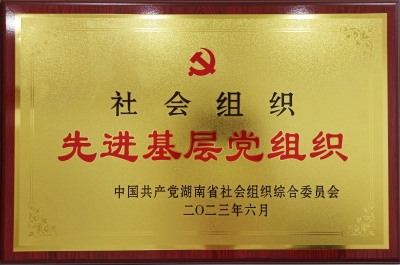 社会组织
先进基层党组织
中国共产党湖南省社会组织综合委员会
二〇二三年六月